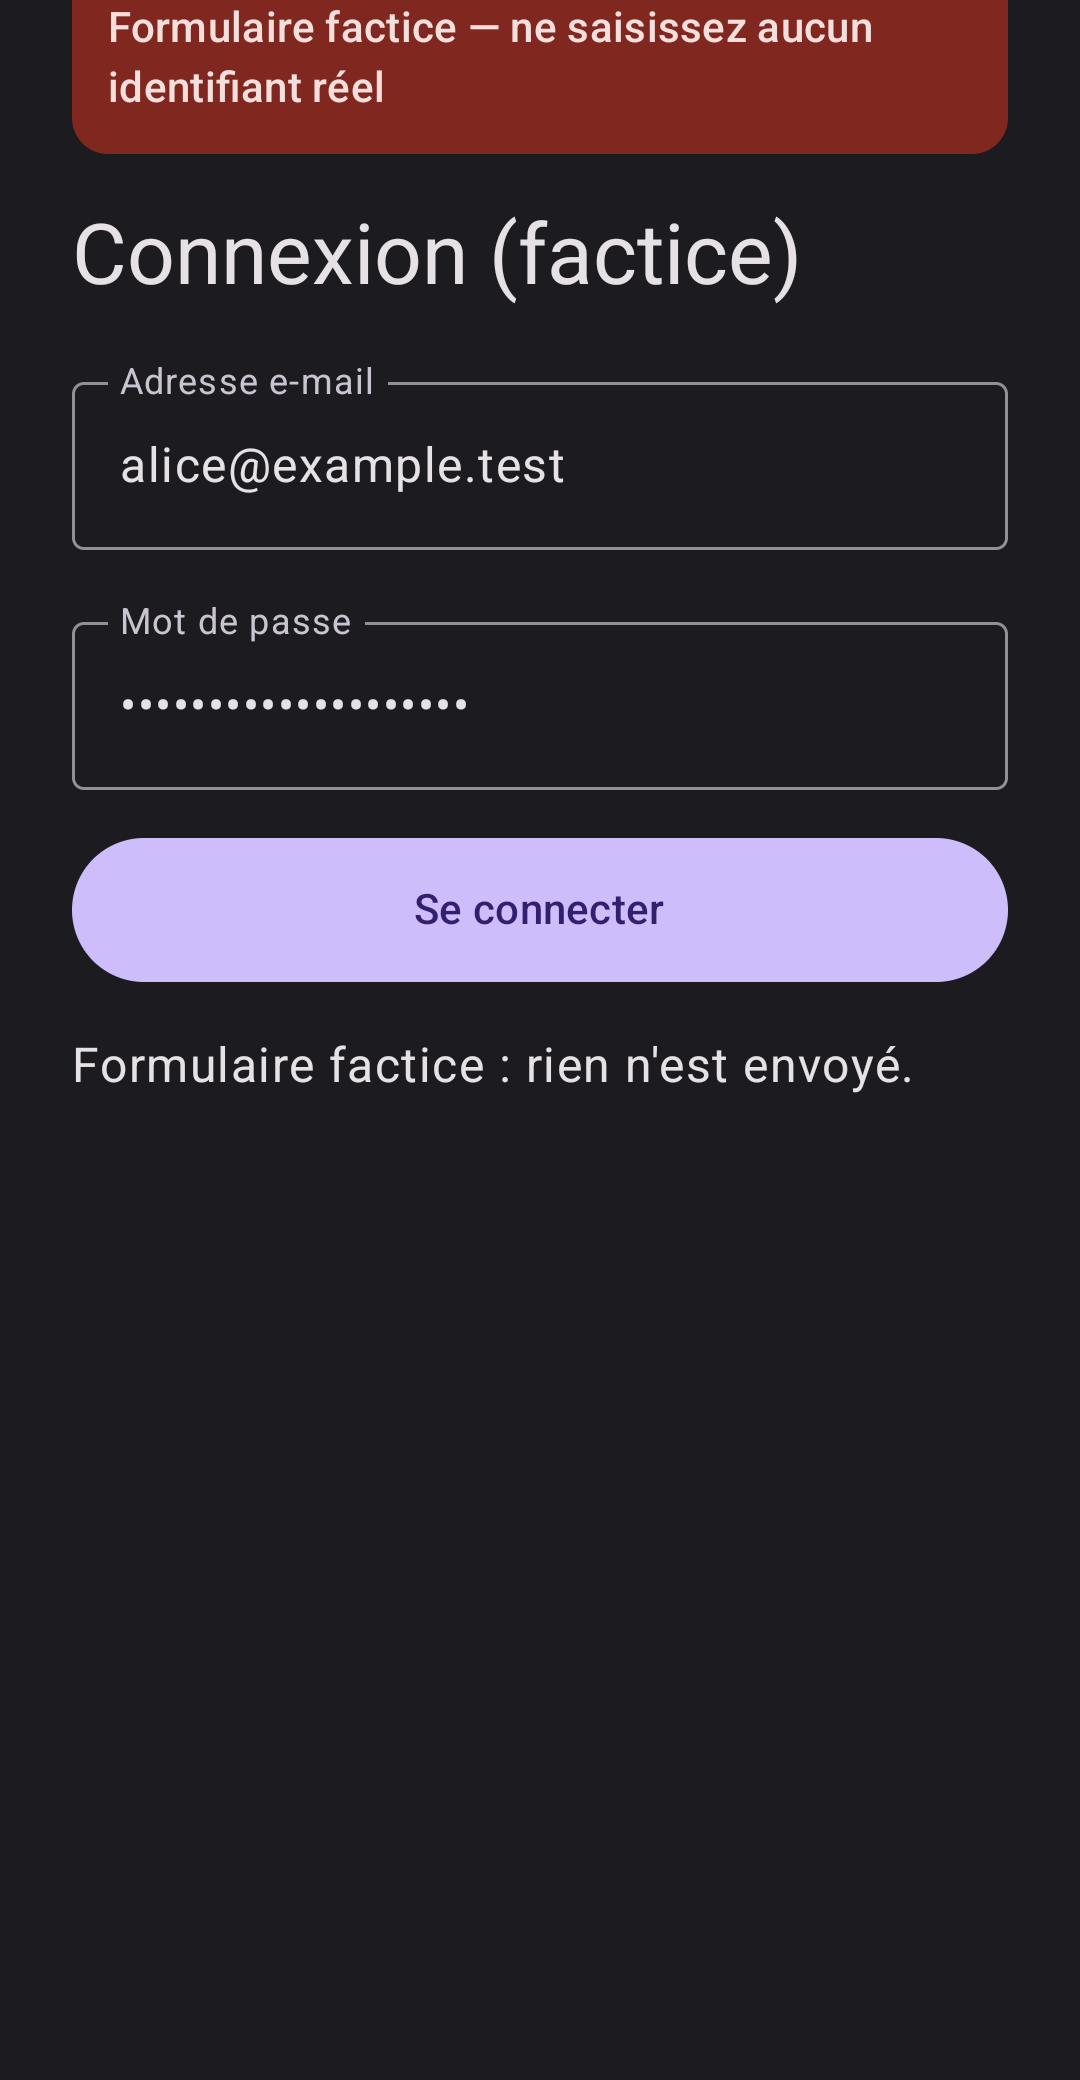 Formulaire factice — ne saisissez aucun
identifiant réel
Connexion (factice)
Adresse e-mail
alice@example.test
Mot de passe
••••••••••••••••••••
Se connecter
Formulaire factice : rien n'est envoyé.